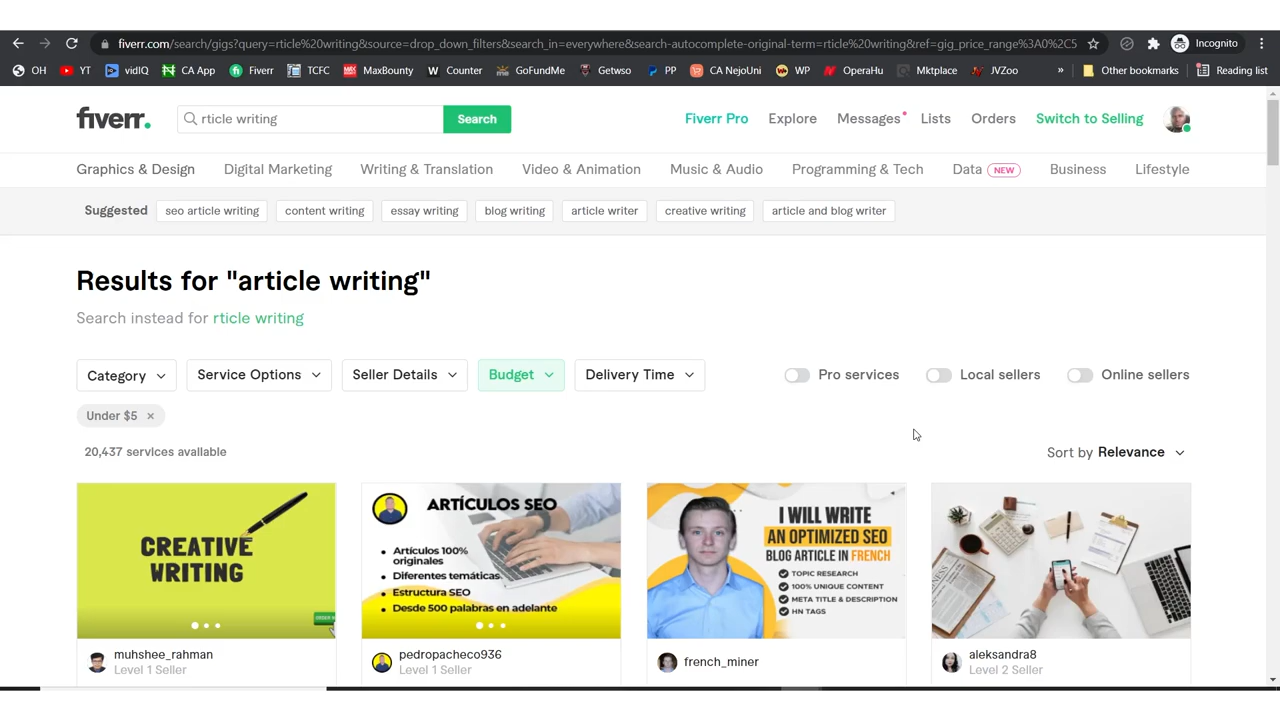 fiverr.com/search/gigs?query=rticle%20writing&source=drop_down_filters&search_in=everywhere&search-autocomplete-original-term=rticle%20writing&ref=gig_price_range%3A0%2C5 Incognito
OH YT vidIQ CA App Fiverr TCFC MaxBounty Counter GoFundMe Getwso PP CA NejoUni WP OperaHu Mktplace JVZoo » Other bookmarks Reading list
fiverr. rticle writing Search Fiverr Pro Explore Messages Lists Orders Switch to Selling
Graphics & Design Digital Marketing Writing & Translation Video & Animation Music & Audio Programming & Tech Data NEW Business Lifestyle
Suggested seo article writing content writing essay writing blog writing article writer creative writing article and blog writer
Results for "article writing"
Search instead for rticle writing
Category Service Options Seller Details Budget Delivery Time Pro services Local sellers Online sellers
Under $5 ×
20,437 services available Sort by Relevance
CREATIVE
WRITING
ARTÍCULOS SEO
Artículos 100%
originales
Diferentes temáticas
Estructura SEO
Desde 500 palabras en adelante
I WILL WRITE
AN OPTIMIZED SEO
BLOG ARTICLE IN FRENCH
TOPIC RESEARCH
100% UNIQUE CONTENT
META TITLE & DESCRIPTION
HN TAGS
muhshee_rahman
Level 1 Seller
pedropacheco936
Level 1 Seller
french_miner
aleksandra8
Level 2 Seller